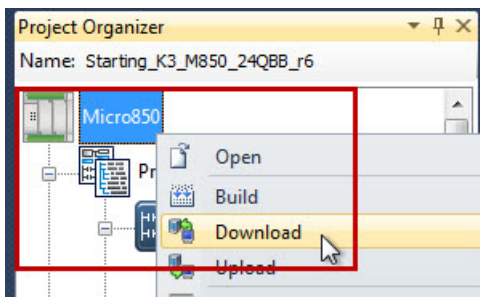 Project Organizer
Name: Starting_K3_M850_24QBB_r6
Micro850
Pr
Open
Build
Download
Upload